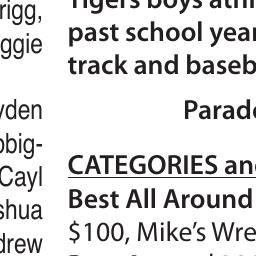 rigg,
ggie
yden
obig-
Cayl
shua
drew
Tigers boys athl
past school year
track and baseb
Parade
CATEGORIES an
Best All Around
$100, Mike's Wre